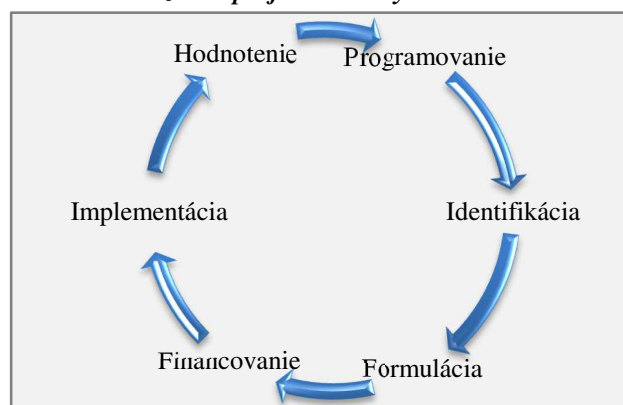 Hodnotenie
Programovanie
Implementácia
Identifikácia
Financovanie
Formulácia